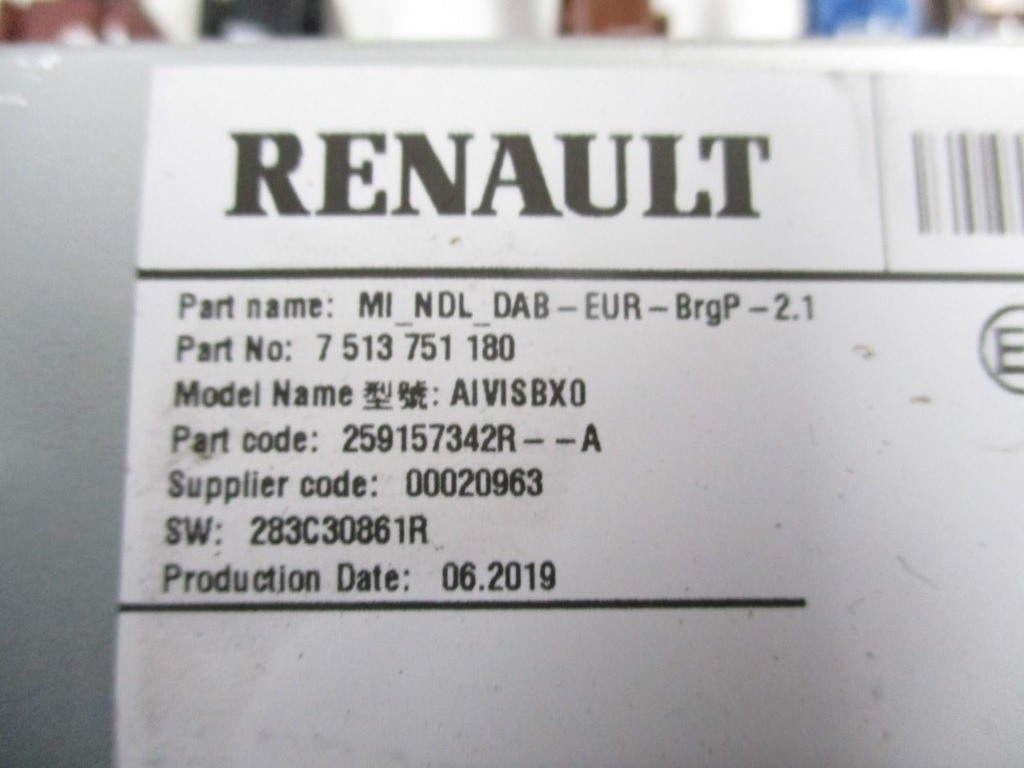 RENAULT
Part name: MI_NDL_DAB-EUR-BrgP-2.1
Part No: 7 513 751 180
Model Name 型號: AIVISBX0
Part code: 259157342R--A
Supplier code: 00020963
SW: 283C30861R
Production Date: 06.2019
E